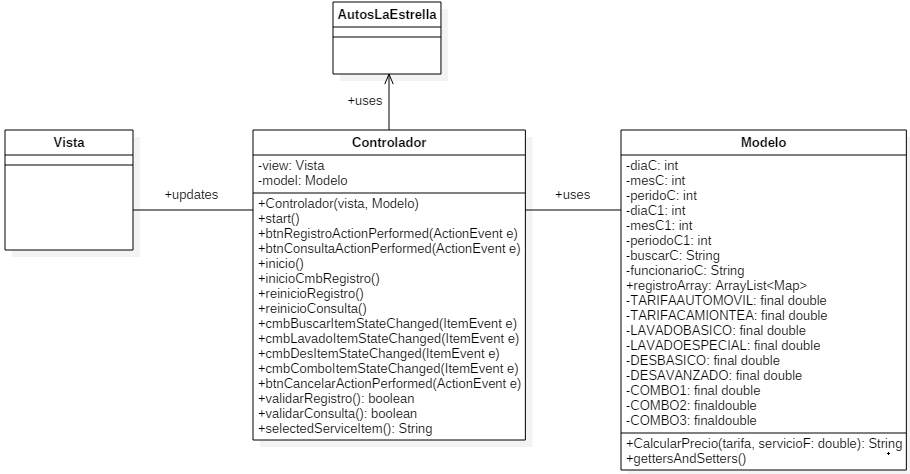 AutosLaEstrella
+uses
Vista
+updates
Controlador
-view: Vista
-model: Modelo
+Controlador(vista, Modelo)
+start()
+btnRegistroActionPerformed(ActionEvent e)
+btnConsultaActionPerformed(ActionEvent e)
+inicio()
+inicioCmbRegistro()
+reinicioRegistro()
+reinicioConsulta()
+cmbBuscarItemStateChanged(ItemEvent e)
+cmbLavadoItemStateChanged(ItemEvent e)
+cmbDesItemStateChanged(ItemEvent e)
+cmbComboItemStateChanged(ItemEvent e)
+btnCancelarActionPerformed(ActionEvent e)
+validarRegistro(): boolean
+validarConsulta(): boolean
+selectedServiceItem(): String
+uses
Modelo
-diaC: int
-mesC: int
-peridoC: int
-diaC1: int
-mesC1: int
-periodoC1: int
-buscarC: String
-funcionarioC: String
+registroArray: ArrayList<Map>
-TARIFAAUTOMOVIL: final double
-TARIFACAMIONTEA: final double
-LAVADOBASICO: final double
-LAVADOESPECIAL: final double
-DESBASICO: final double
-DESAVANZADO: final double
-COMBO1: final double
-COMBO2: finaldouble
-COMBO3: finaldouble
+CalcularPrecio(tarifa, servicioF: double): String
+gettersAndSetters()